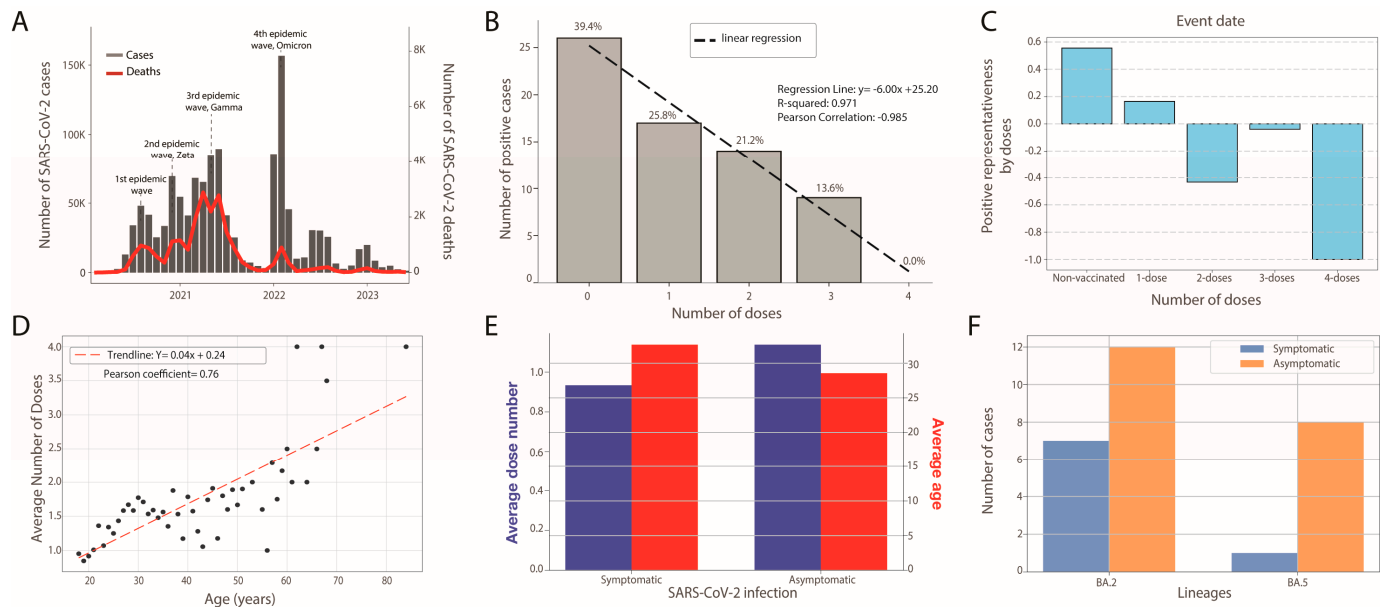 A
Number of SARS-CoV-2 cases
150K
100K
50K
0
Cases
Deaths
1st epidemic
wave
2nd epidemic
wave, Zeta
3rd epidemic
wave, Gamma
4th epidemic
wave, Omicron
8K
6K
4K
2K
0
Number of SARS-CoV-2 deaths
2021
2022
2023
B
Number of positive cases
25
20
15
10
5
0
39.4%
25.8%
21.2%
13.6%
0.0%
linear regression
Regression Line: y= -6.00x +25.20
R-squared: 0.971
Pearson Correlation: -0.985
0
1
2
3
4
Number of doses
C
Event date
Positive representativeness
by doses
0.6
0.4
0.2
0.0
-0.2
-0.4
-0.6
-0.8
-1.0
Non-vaccinated
1-dose
2-doses
3-doses
4-doses
Number of doses
D
Average Number of Doses
4.0
3.5
3.0
2.5
2.0
1.5
1.0
Trendline: Y= 0.04x + 0.24
Pearson coefficient= 0.76
20
30
40
50
60
70
80
Age (years)
E
Average dose number
1.0
0.8
0.6
0.4
0.2
0.0
30
25
20
15
10
5
0
Average age
Symptomatic
Asymptomatic
SARS-CoV-2 infection
F
Number of cases
12
10
8
6
4
2
0
Symptomatic
Asymptomatic
BA.2
BA.5
Lineages